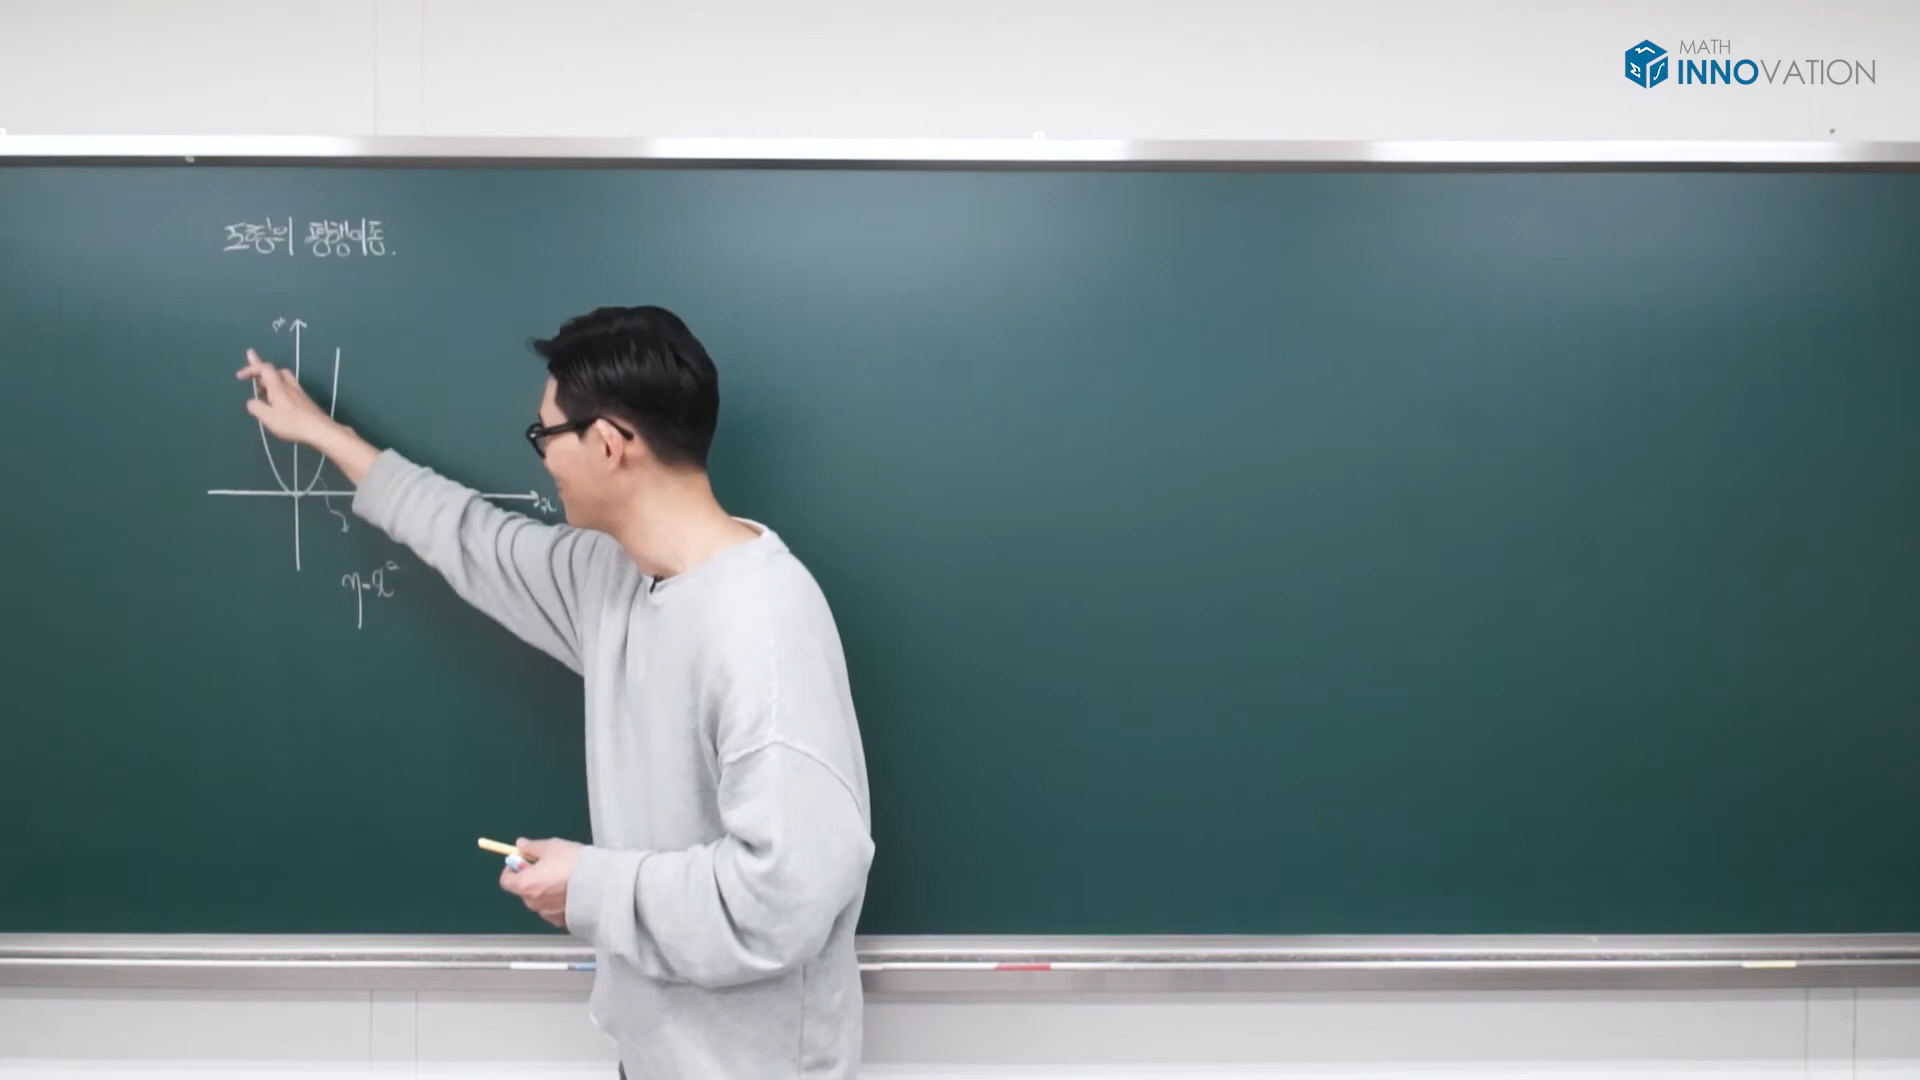 MATH
INNOVATION
도형의 평행이동.
y
x
y=x²